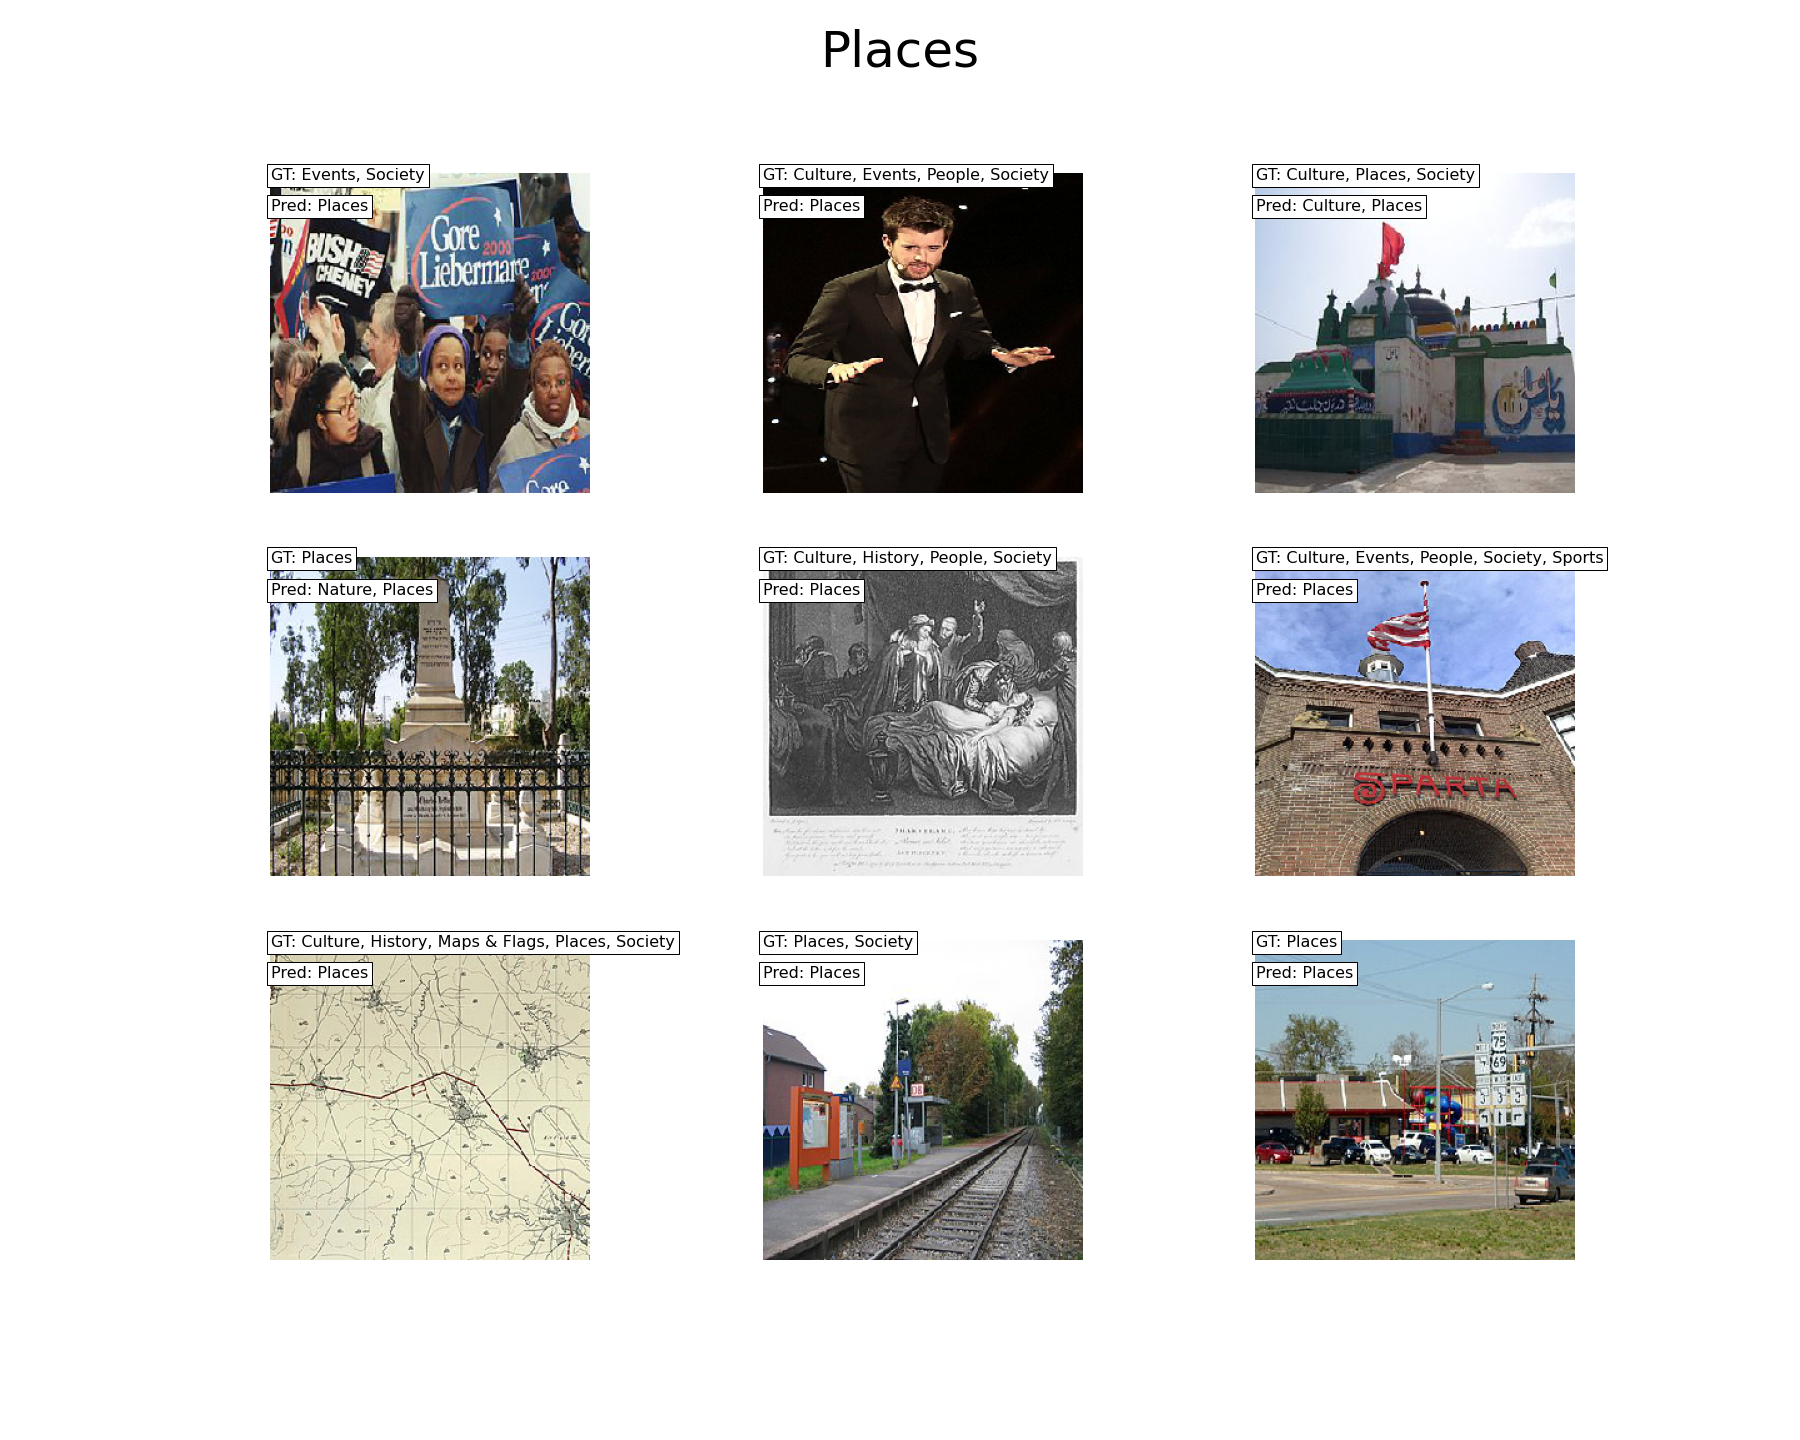 Places
GT: Events, Society
Pred: Places
BUSH
CHENEY
Gore
2000
Lieberman
GT: Culture, Events, People, Society
Pred: Places
GT: Culture, Places, Society
Pred: Culture, Places
GT: Places
Pred: Nature, Places
GT: Culture, History, People, Society
Pred: Places
SHAKSPEARE.
GT: Culture, Events, People, Society, Sports
Pred: Places
SPARTA
GT: Culture, History, Maps & Flags, Places, Society
Pred: Places
GT: Places, Society
Pred: Places
DB
GT: Places
Pred: Places
75
69